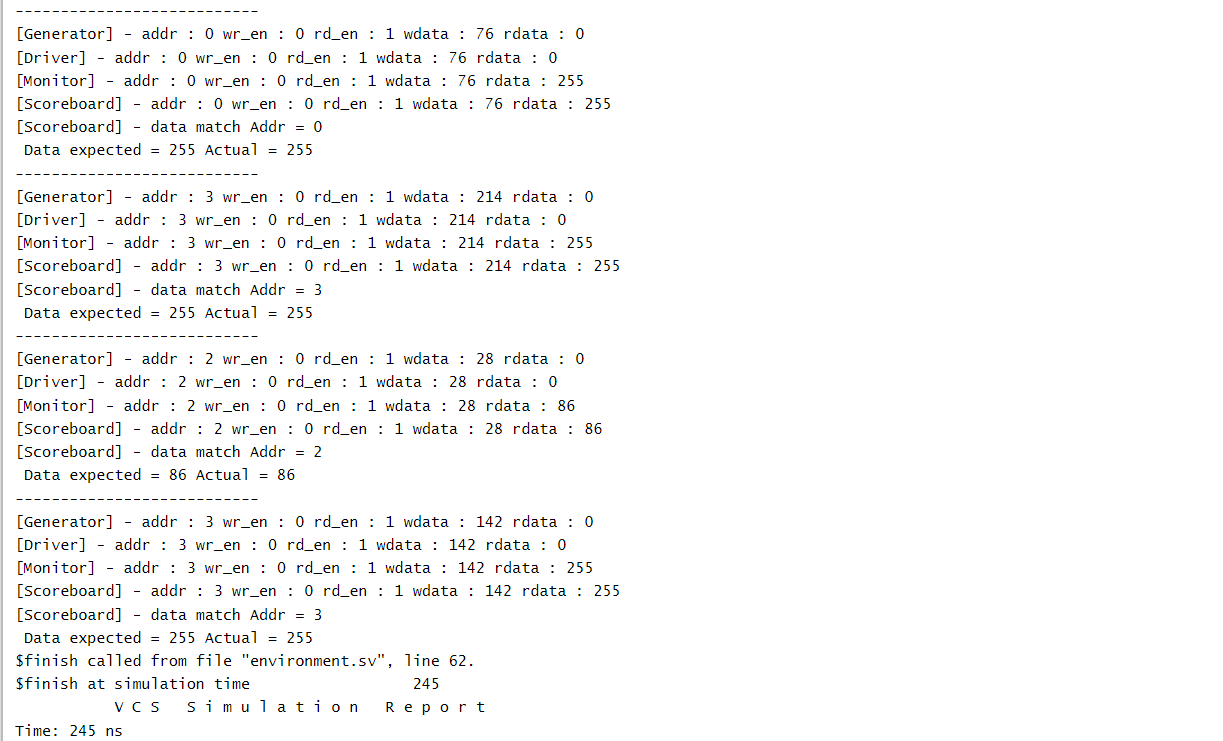 ---------------------------
[Generator] - addr : 0 wr_en : 0 rd_en : 1 wdata : 76 rdata : 0
[Driver] - addr : 0 wr_en : 0 rd_en : 1 wdata : 76 rdata : 0
[Monitor] - addr : 0 wr_en : 0 rd_en : 1 wdata : 76 rdata : 255
[Scoreboard] - addr : 0 wr_en : 0 rd_en : 1 wdata : 76 rdata : 255
[Scoreboard] - data match Addr = 0
 Data expected = 255 Actual = 255
---------------------------
[Generator] - addr : 3 wr_en : 0 rd_en : 1 wdata : 214 rdata : 0
[Driver] - addr : 3 wr_en : 0 rd_en : 1 wdata : 214 rdata : 0
[Monitor] - addr : 3 wr_en : 0 rd_en : 1 wdata : 214 rdata : 255
[Scoreboard] - addr : 3 wr_en : 0 rd_en : 1 wdata : 214 rdata : 255
[Scoreboard] - data match Addr = 3
 Data expected = 255 Actual = 255
---------------------------
[Generator] - addr : 2 wr_en : 0 rd_en : 1 wdata : 28 rdata : 0
[Driver] - addr : 2 wr_en : 0 rd_en : 1 wdata : 28 rdata : 0
[Monitor] - addr : 2 wr_en : 0 rd_en : 1 wdata : 28 rdata : 86
[Scoreboard] - addr : 2 wr_en : 0 rd_en : 1 wdata : 28 rdata : 86
[Scoreboard] - data match Addr = 2
 Data expected = 86 Actual = 86
---------------------------
[Generator] - addr : 3 wr_en : 0 rd_en : 1 wdata : 142 rdata : 0
[Driver] - addr : 3 wr_en : 0 rd_en : 1 wdata : 142 rdata : 0
[Monitor] - addr : 3 wr_en : 0 rd_en : 1 wdata : 142 rdata : 255
[Scoreboard] - addr : 3 wr_en : 0 rd_en : 1 wdata : 142 rdata : 255
[Scoreboard] - data match Addr = 3
 Data expected = 255 Actual = 255
$finish called from file "environment.sv", line 62.
$finish at simulation time                  245
           V C S   S i m u l a t i o n   R e p o r t
Time: 245 ns